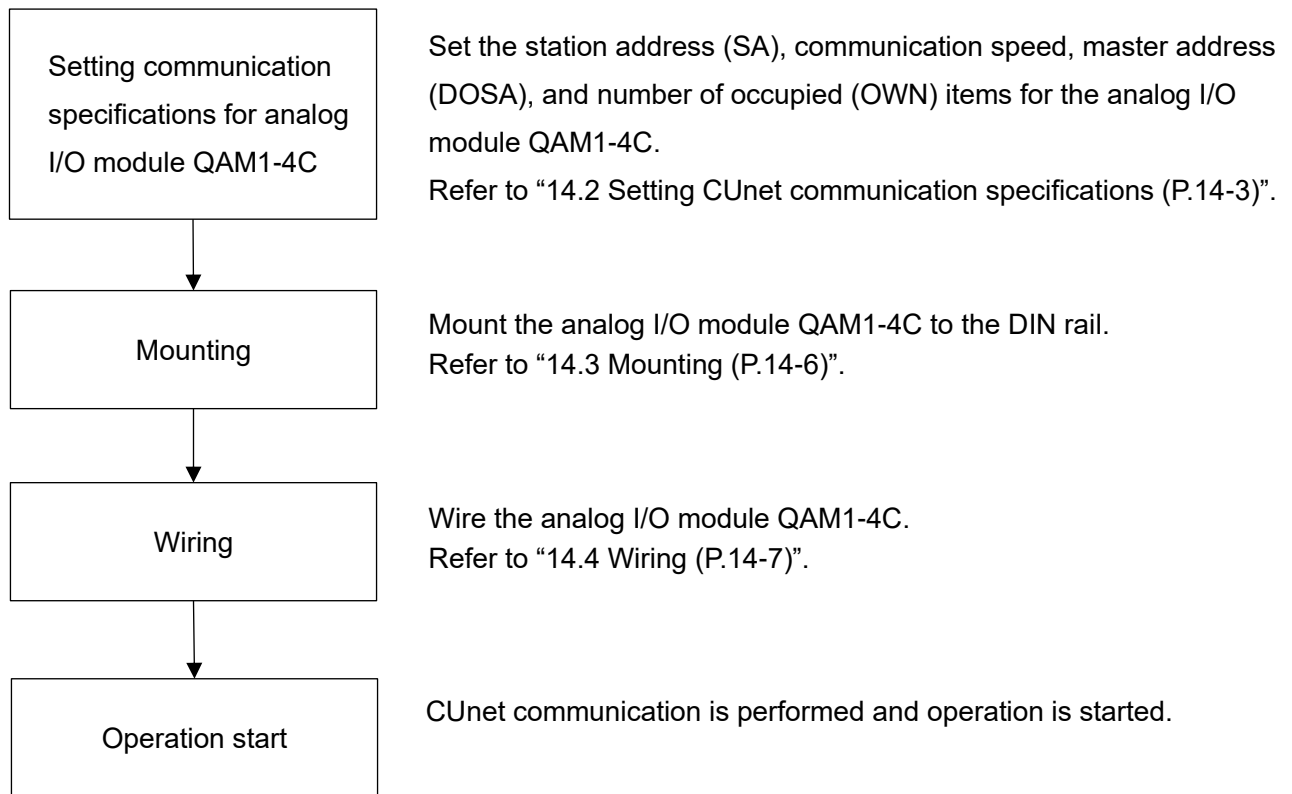 Setting communication
specifications for analog
I/O module QAM1-4C
Set the station address (SA), communication speed, master address
(DOSA), and number of occupied (OWN) items for the analog I/O
module QAM1-4C.
Refer to “14.2 Setting CUnet communication specifications (P.14-3)”.
Mounting
Mount the analog I/O module QAM1-4C to the DIN rail.
Refer to “14.3 Mounting (P.14-6)”.
Wiring
Wire the analog I/O module QAM1-4C.
Refer to “14.4 Wiring (P.14-7)”.
Operation start
CUnet communication is performed and operation is started.